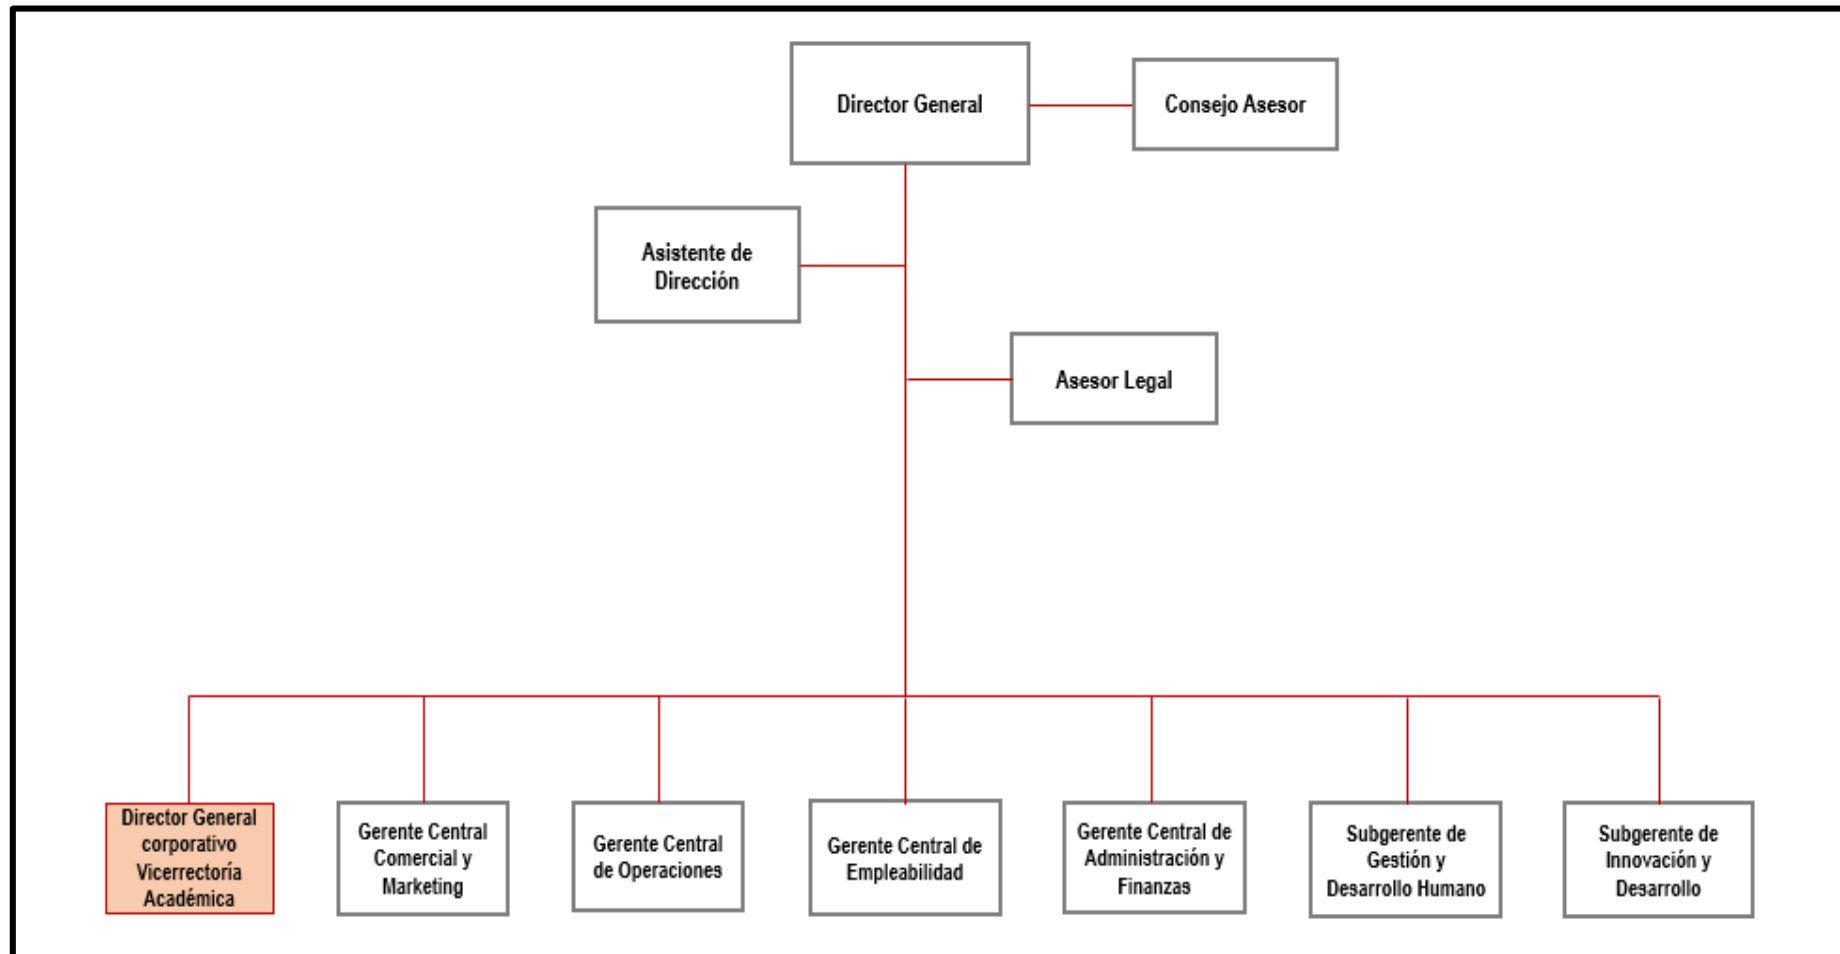 Director General
Consejo Asesor
Asistente de
Dirección
Asesor Legal
Director General
corporativo
Vicerrectoría
Académica
Gerente Central
Comercial y
Marketing
Gerente Central
de Operaciones
Gerente Central de
Empleabilidad
Gerente Central de
Administración y
Finanzas
Subgerente de
Gestión y
Desarrollo Humano
Subgerente de
Innovación y
Desarrollo